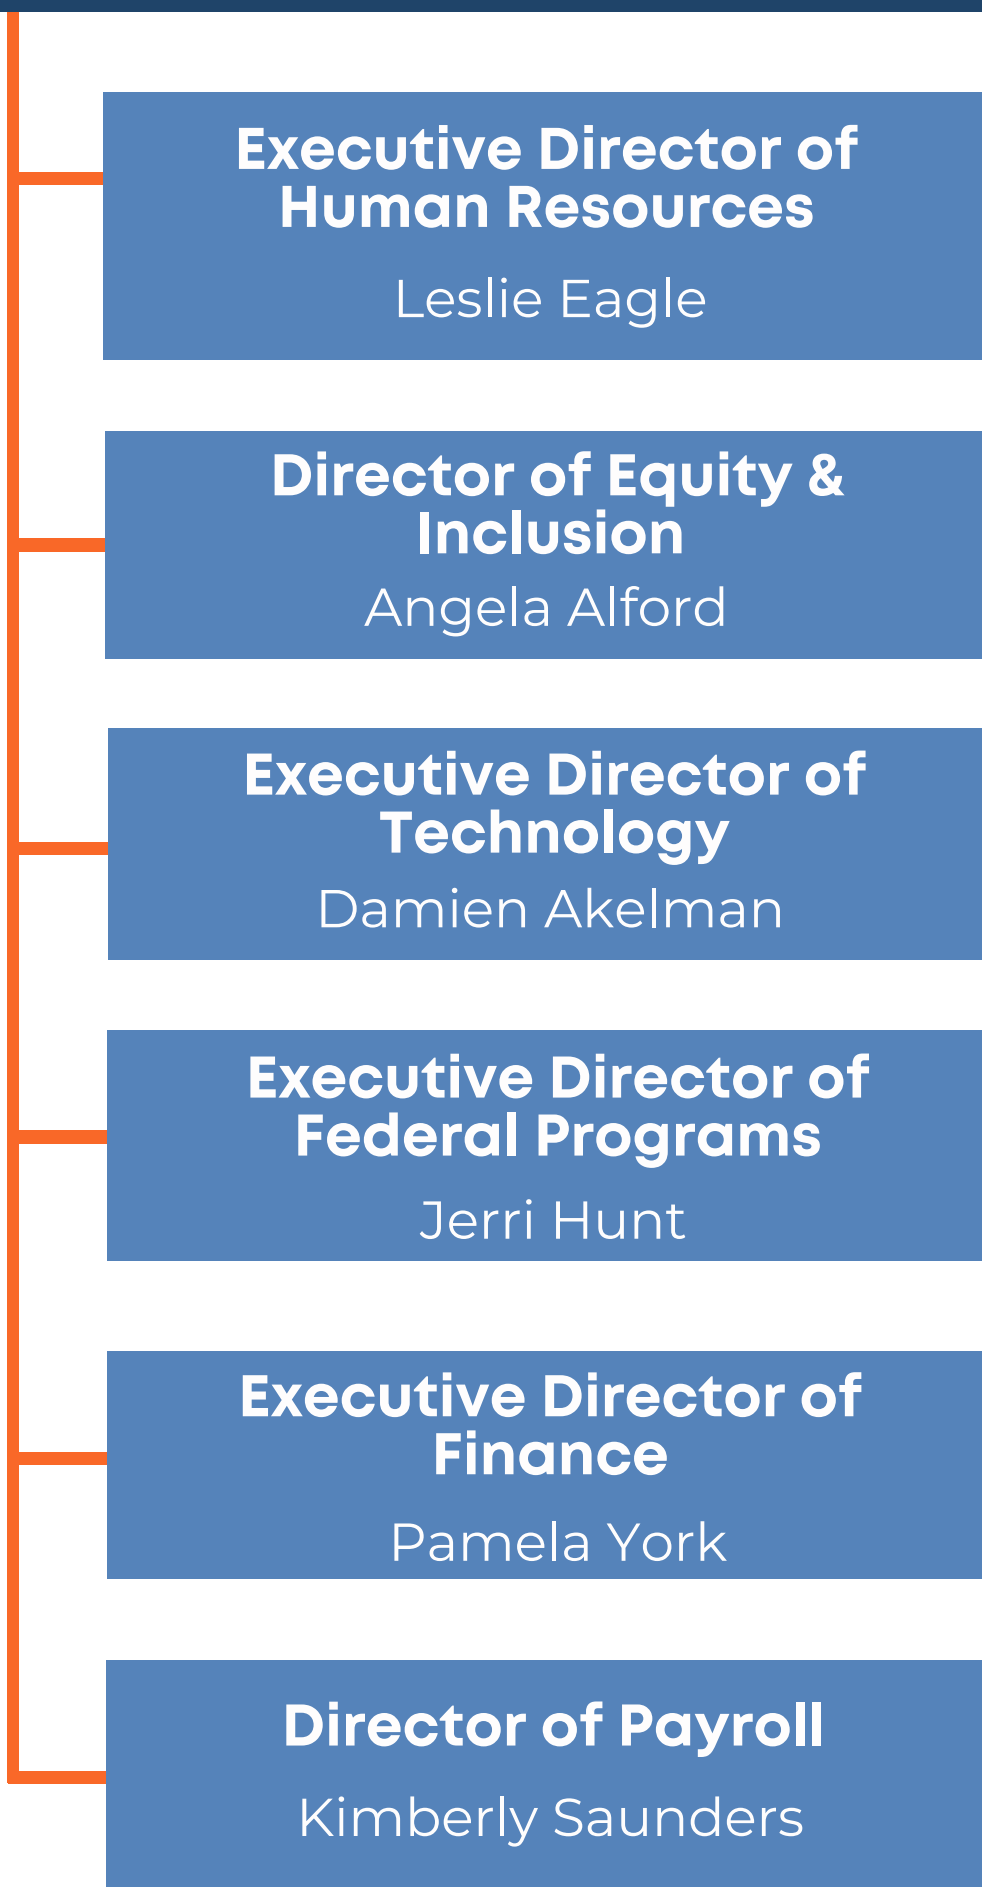 Executive Director of
Human Resources
Leslie Eagle
Director of Equity &
Inclusion
Angela Alford
Executive Director of
Technology
Damien Akelman
Executive Director of
Federal Programs
Jerri Hunt
Executive Director of
Finance
Pamela York
Director of Payroll
Kimberly Saunders